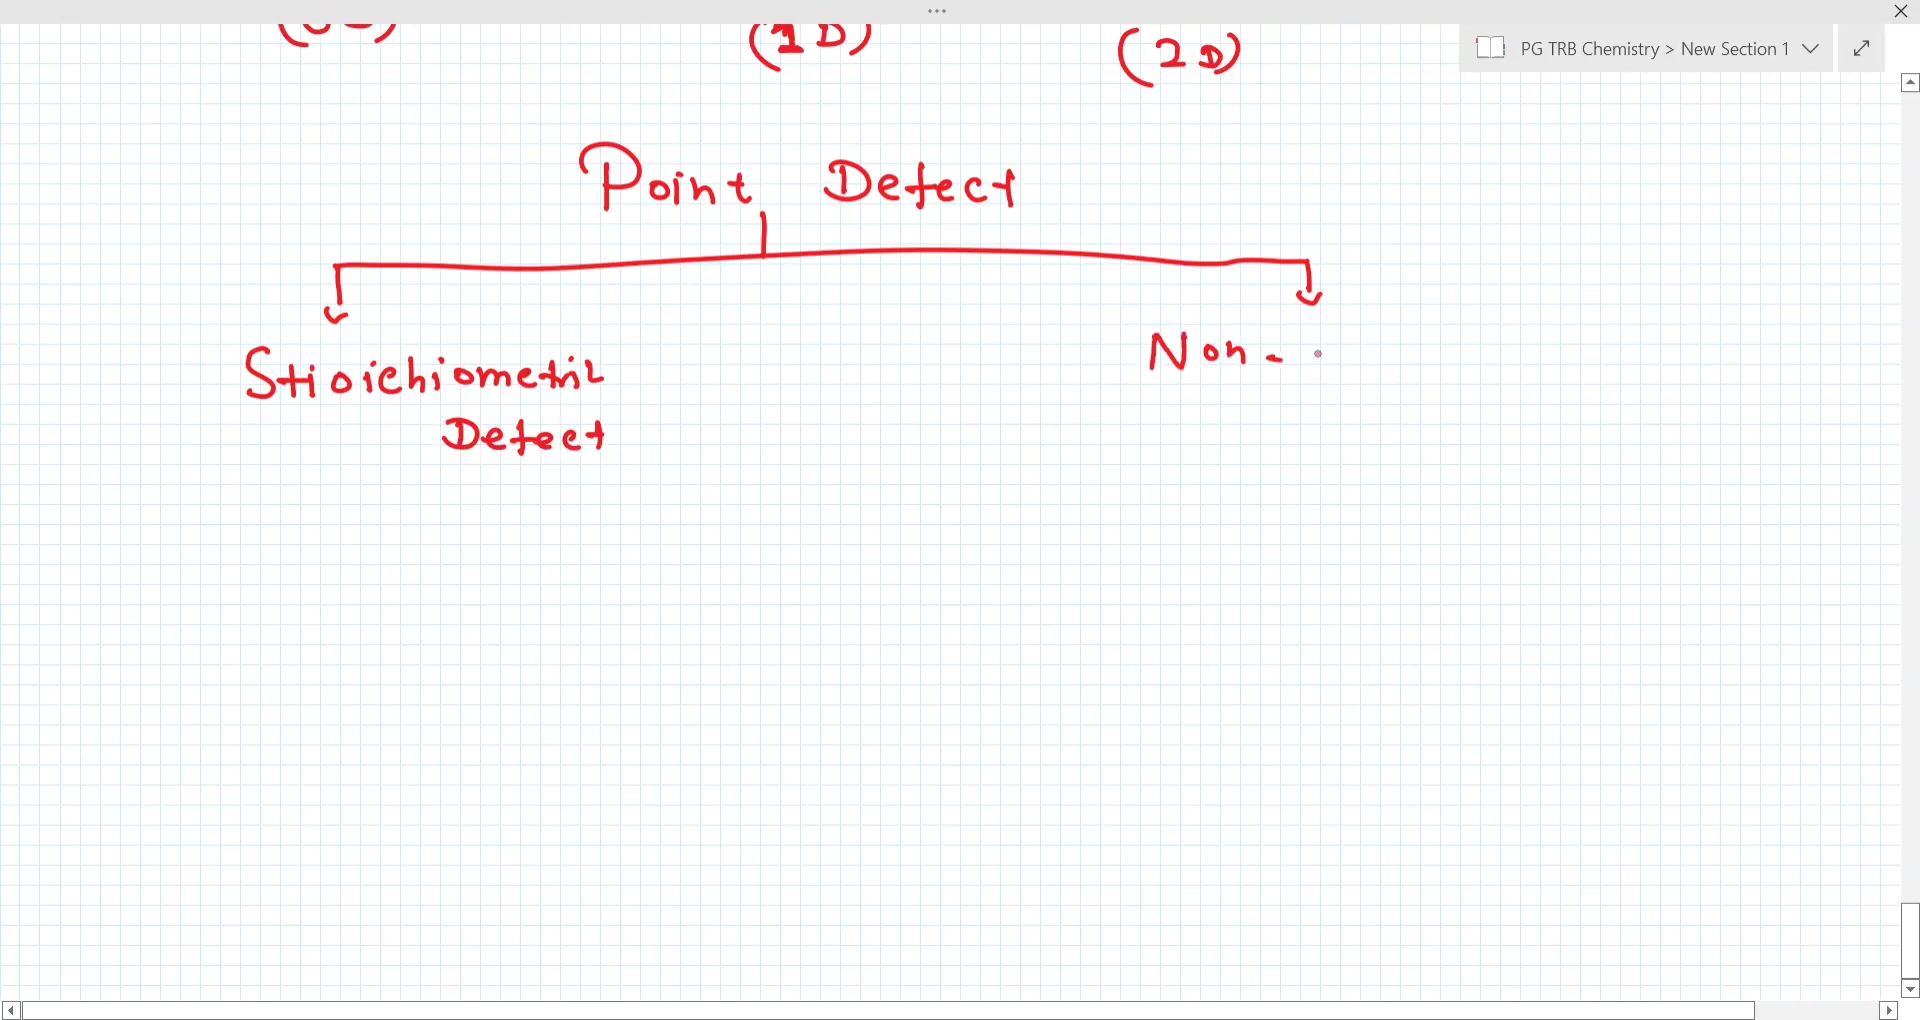 PG TRB Chemistry > New Section 1
(1D)
(2D)
Point Defect
Stioichiometric
Defect
Non-